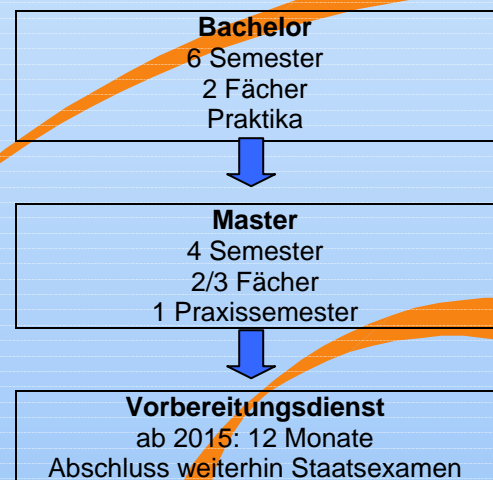 Bachelor
6 Semester
2 Fächer
Praktika
Master
4 Semester
2/3 Fächer
1 Praxissemester
Vorbereitungsdienst
ab 2015: 12 Monate
Abschluss weiterhin Staatsexamen